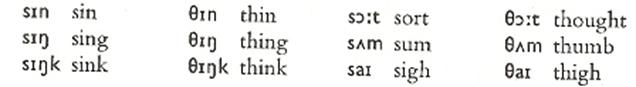 sɪn sin θɪn thin sɔːt sort θɔːt thought
sɪŋ sing θɪŋ thing sʌm sum θʌm thumb
sɪŋk sink θɪŋk think saɪ sigh θaɪ thigh